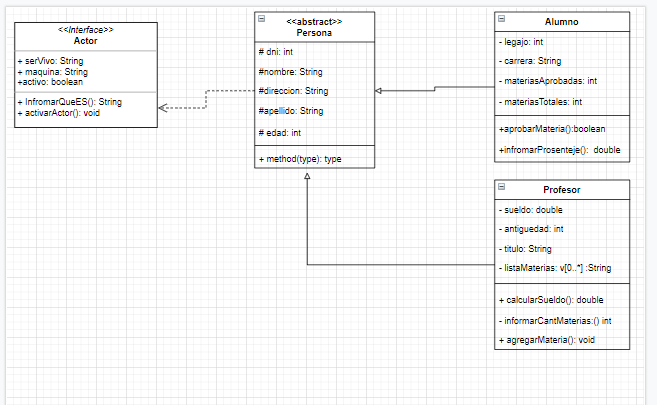 <<Interface>>
Actor
+ serVivo: String
+ maquina: String
+activo: boolean
+ InfromarQueES(): String
+ activarActor(): void
<<abstract>>
Persona
# dni: int
#nombre: String
#direccion: String
#apellido: String
# edad: int
+ method(type): type
Alumno
- legajo: int
- carrera: String
- materiasAprobadas: int
- materiasTotales: int
+aprobarMateria():boolean
+infromarProsenteje(): double
Profesor
- sueldo: double
- antiguedad: int
- titulo: String
- listaMaterias: v[0..*] :String
+ calcularSueldo(): double
- informarCantMaterias:() int
+ agregarMateria(): void